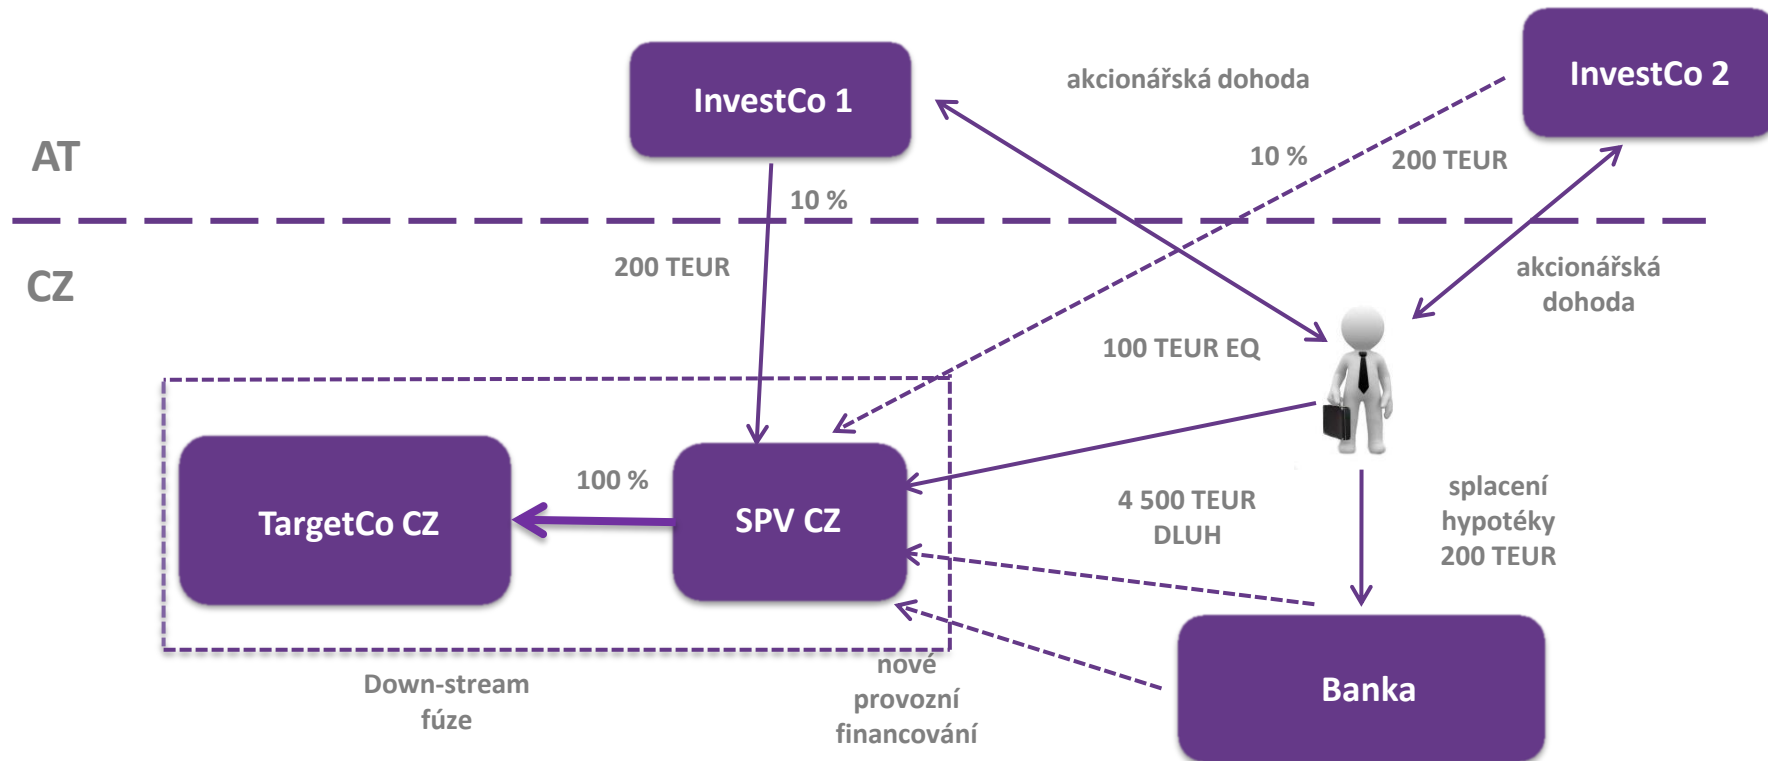 InvestCo 1
akcionářská dohoda
InvestCo 2
AT
10 %
200 TEUR
10 %
200 TEUR
CZ
akcionářská
dohoda
100 TEUR EQ
100 %
TargetCo CZ
SPV CZ
4 500 TEUR
DLUH
splacení
hypotéky
200 TEUR
Down-stream
fúze
nové
provozní
financování
Banka